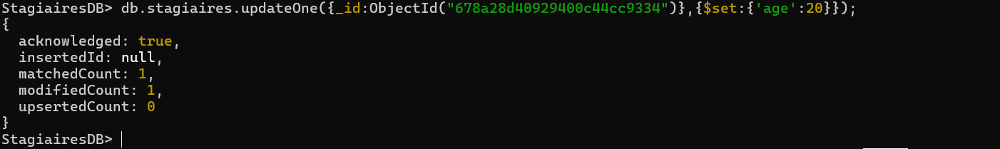 StagiairesDB> db.stagiaires.updateOne({_id:ObjectId("678a28d40929400c44cc9334")},{$set:{'age':20}});
{
  acknowledged: true,
  insertedId: null,
  matchedCount: 1,
  modifiedCount: 1,
  upsertedCount: 0
}
StagiairesDB>